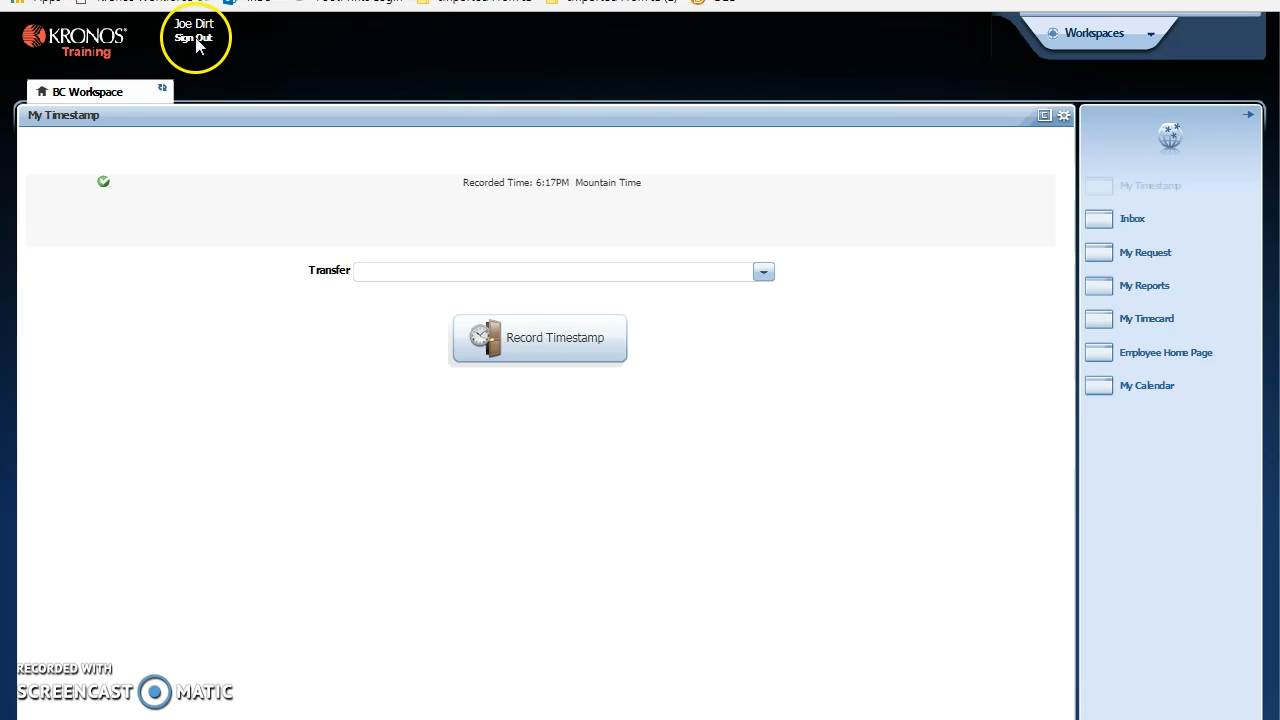 Joe Dirt
Sign Out
KRONOS
Training
Workspaces
BC Workspace
My Timestamp
Recorded Time: 6:17PM Mountain Time
Transfer
Record Timestamp
My Timestamp
Inbox
My Request
My Reports
My Timecard
Employee Home Page
My Calendar
RECORDED WITH
SCREENCAST MATIC